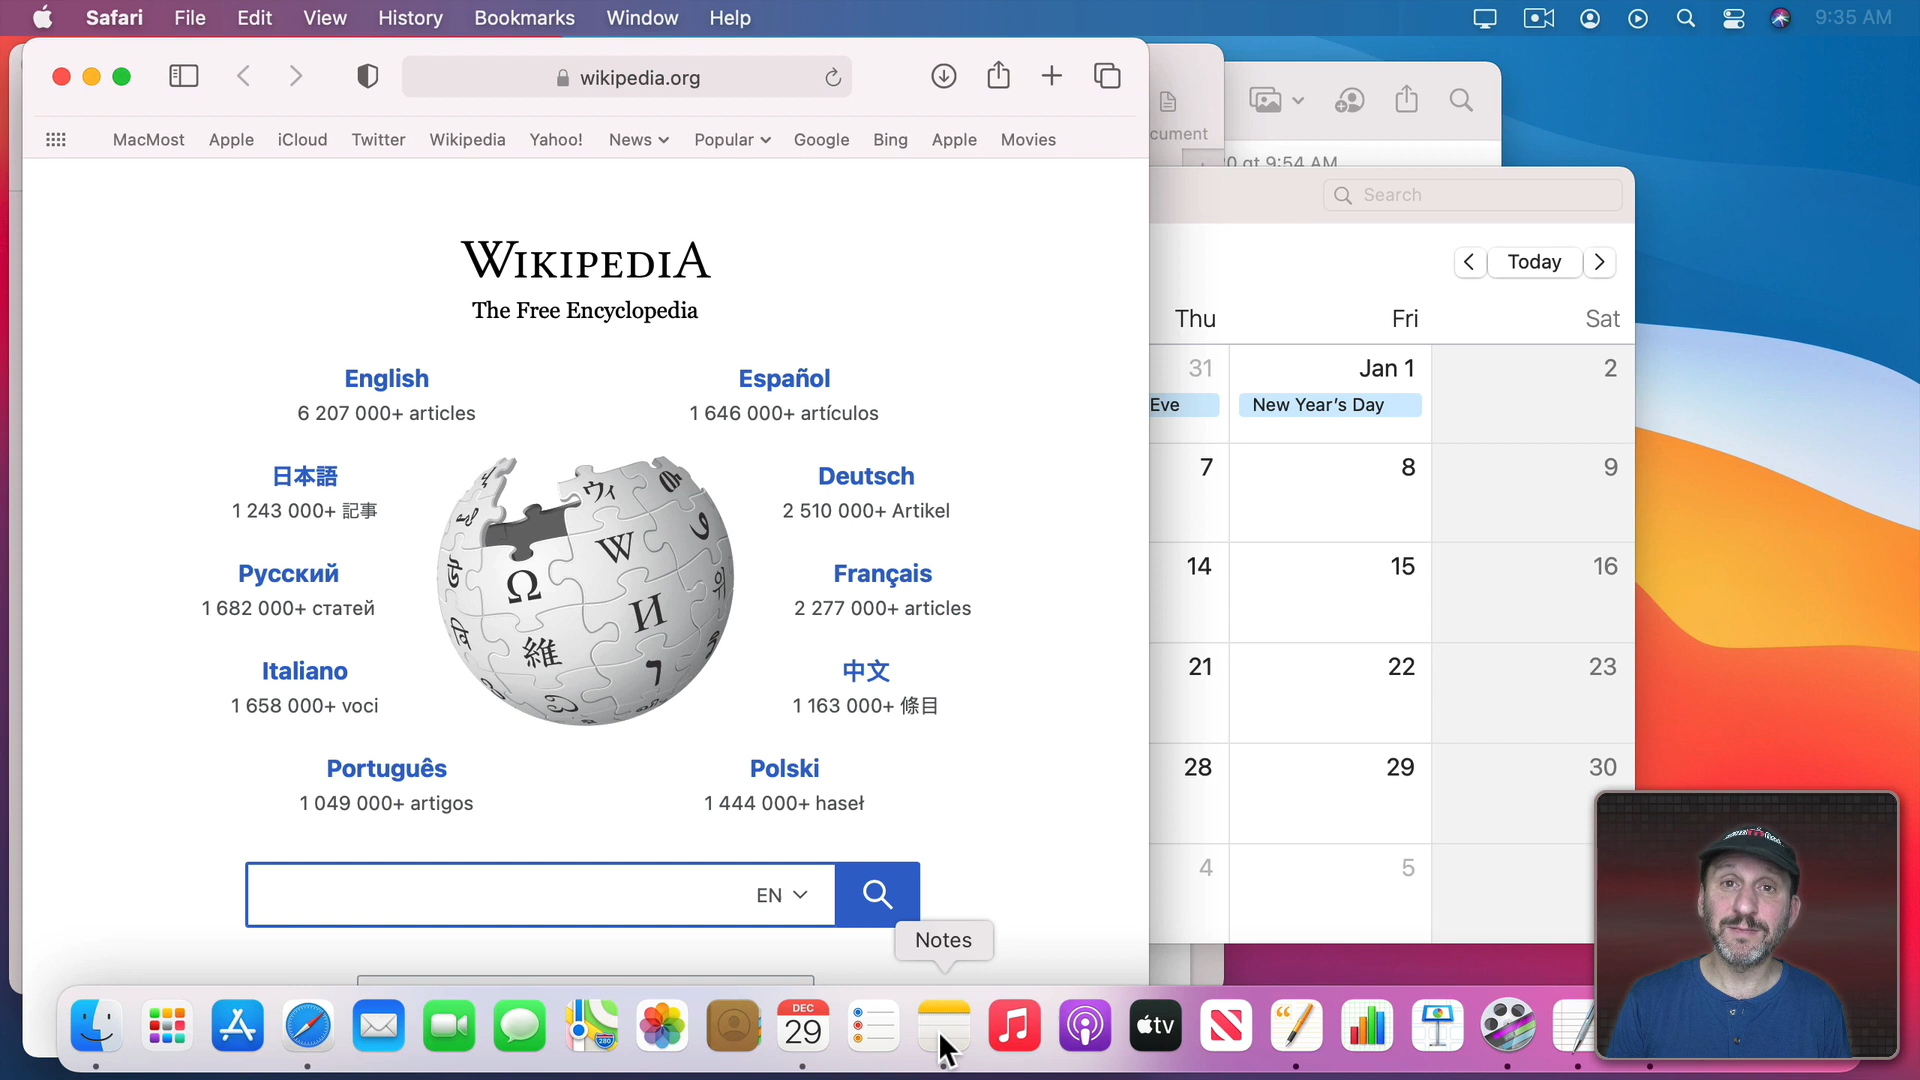 Safari File Edit View History Bookmarks Window Help 9:35 AM
wikipedia.org
MacMost Apple iCloud Twitter Wikipedia Yahoo! News Popular Google Bing Apple Movies
cument
0 at 9:54 AM
Search
Today
Thu Fri Sat
31 Jan 1 2
Eve New Year's Day
7 8 9
14 15 16
21 22 23
28 29 30
4 5
WIKIPEDIA
The Free Encyclopedia
English
6 207 000+ articles
Español
1 646 000+ artículos
日本語
1 243 000+ 記事
Deutsch
2 510 000+ Artikel
Русский
1 682 000+ статей
Français
2 277 000+ articles
Italiano
1 658 000+ voci
中文
1 163 000+ 條目
Português
1 049 000+ artigos
Polski
1 444 000+ haseł
Ω W И 維 ウィ
EN
Notes
DEC
29
280
tv